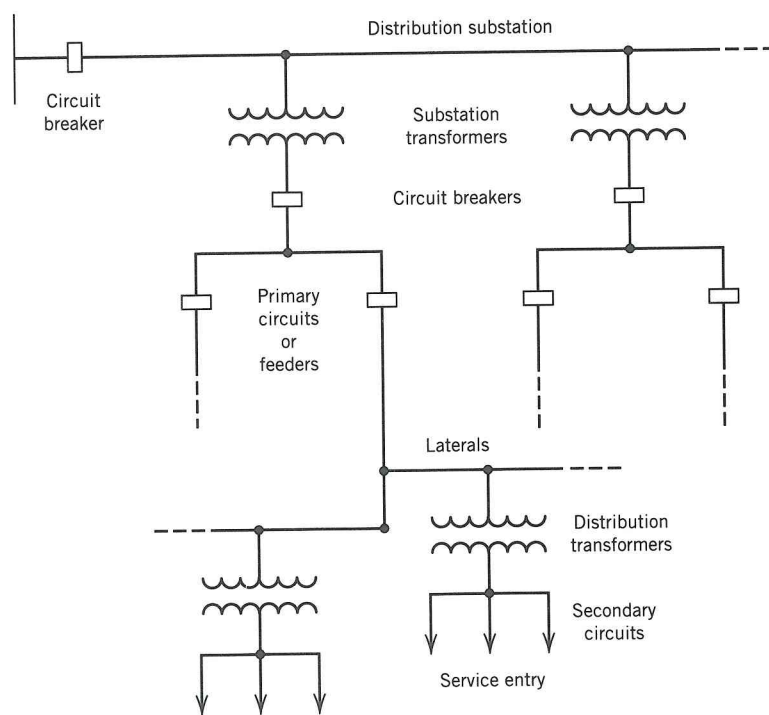 Distribution substation
Circuit
breaker
Substation
transformers
Circuit breakers
Primary
circuits
or
feeders
Laterals
Distribution
transformers
Secondary
circuits
Service entry